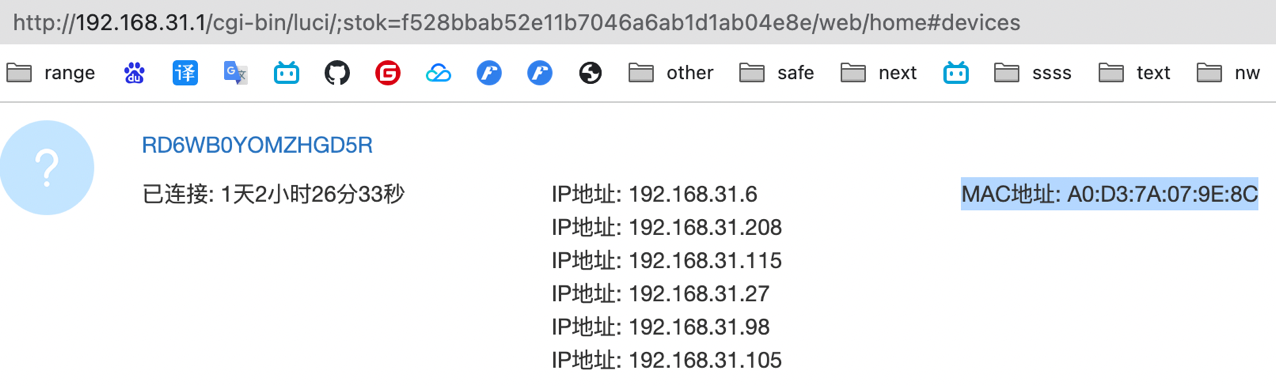 http://192.168.31.1/cgi-bin/luci/;stok=f528bbab52e11b7046a6ab1d1ab04e8e/web/home#devices
range du 译 G 文 G other safe next ssss text nw
?
RD6WB0YOMZHGD5R
已连接: 1天2小时26分33秒 IP地址: 192.168.31.6 MAC地址: A0:D3:7A:07:9E:8C
IP地址: 192.168.31.208
IP地址: 192.168.31.115
IP地址: 192.168.31.27
IP地址: 192.168.31.98
IP地址: 192.168.31.105